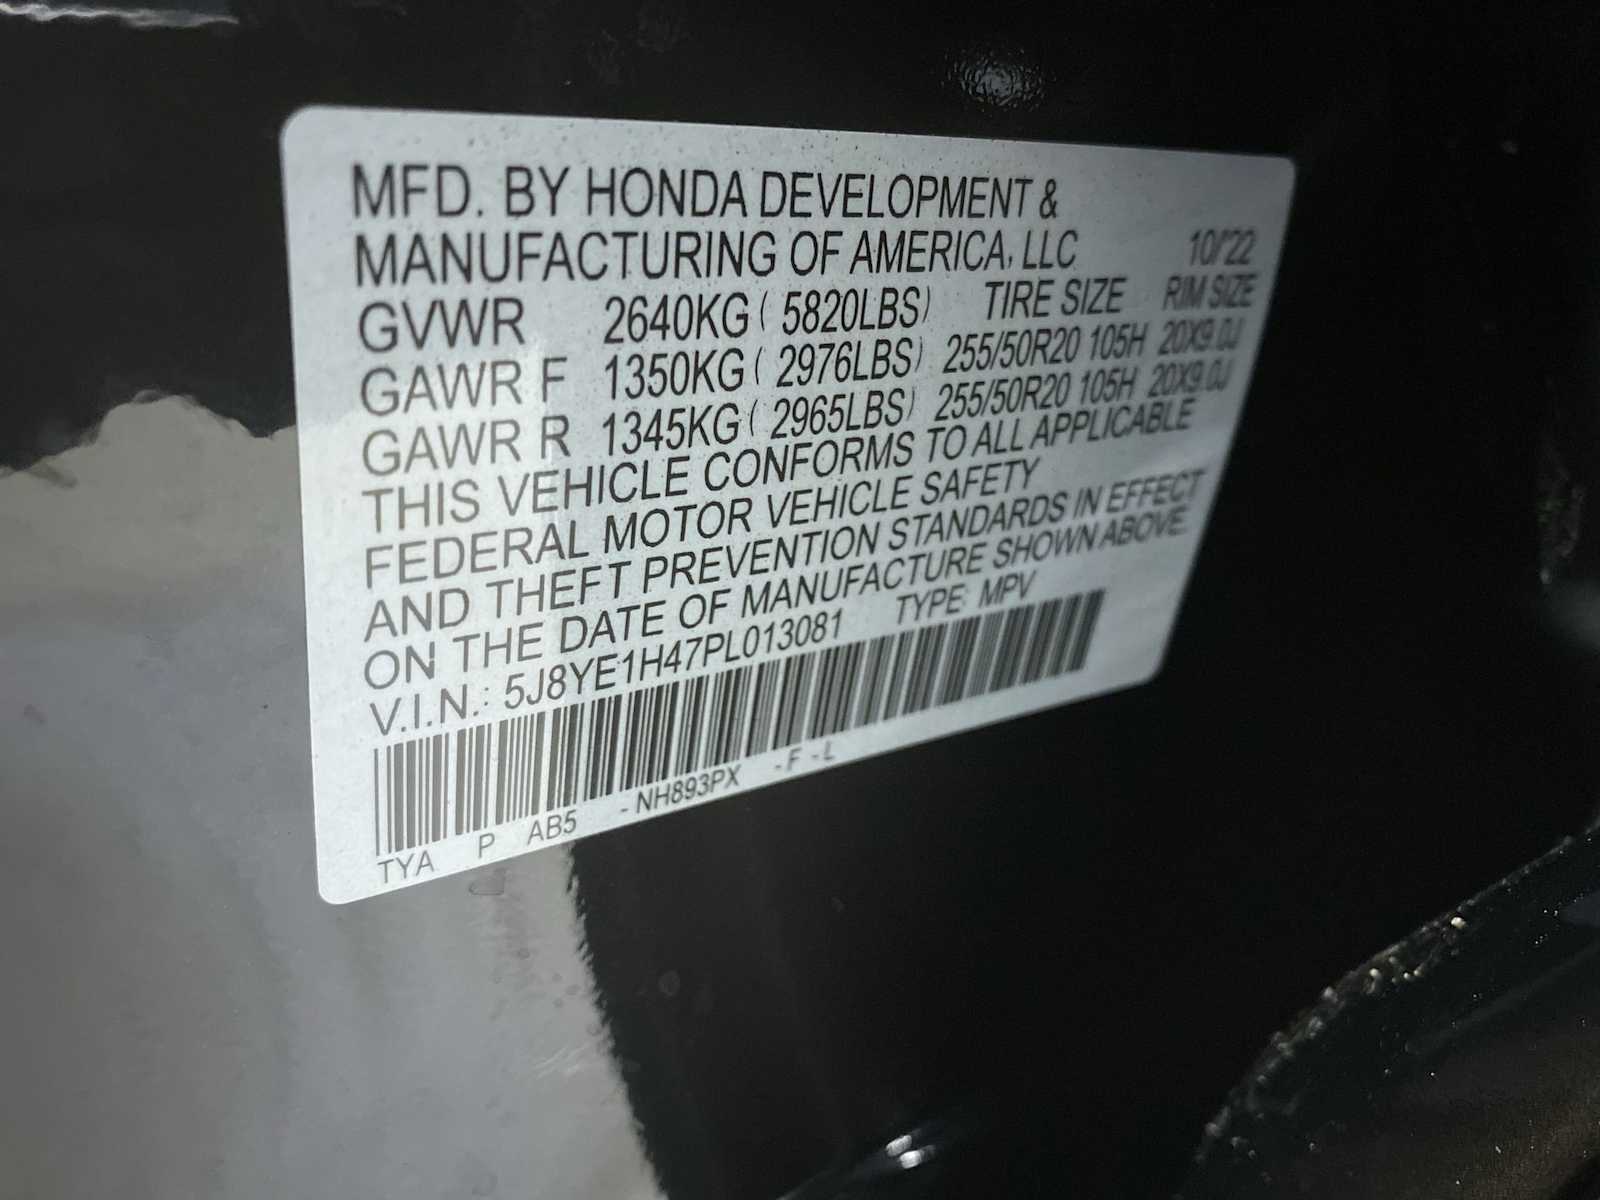 MFD. BY HONDA DEVELOPMENT &
MANUFACTURING OF AMERICA, LLC 10/'22
GVWR 2640KG ( 5820LBS) TIRE SIZE RIM SIZE
GAWR F 1350KG ( 2976LBS) 255/50R20 105H 20X9.0J
GAWR R 1345KG ( 2965LBS) 255/50R20 105H 20X9.0J
THIS VEHICLE CONFORMS TO ALL APPLICABLE
FEDERAL MOTOR VEHICLE SAFETY
AND THEFT PREVENTION STANDARDS IN EFFECT
ON THE DATE OF MANUFACTURE SHOWN ABOVE
V.I.N.: 5J8YE1H47PL013081 TYPE: MPV
TYA P AB5 -NH893PX -F -L